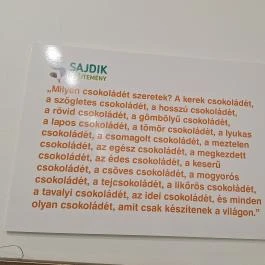 SAJDIK
GYŰJTEMÉNY
„Milyen csokoládét szeretek? A kerek csokoládét,
a szögletes csokoládét, a hosszú csokoládét,
a rövid csokoládét, a gömbölyű csokoládét,
a lapos csokoládét, a tömör csokoládét, a lyukas
csokoládét, a csomagolt csokoládét, a meztelen
csokoládét, az egész csokoládét, a megkezdett
csokoládét, az édes csokoládét, a keserű
csokoládét, a csöves csokoládét, a mogyorós
csokoládét, a tejcsokoládét, a likőrös csokoládét,
a tavalyi csokoládét, az idei csokoládét, és minden
olyan csokoládét, amit csak készítenek a világon.”